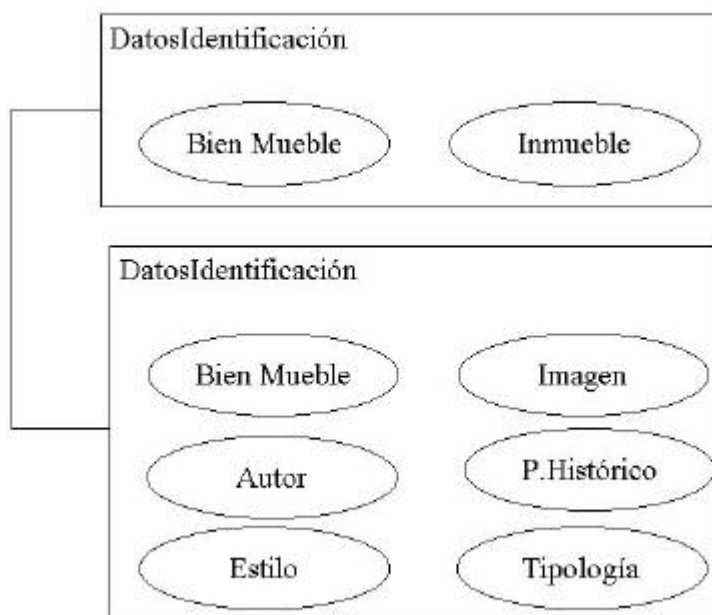 DatosIdentificación
Bien Mueble
Inmueble
DatosIdentificación
Bien Mueble
Imagen
Autor
P.Histórico
Estilo
Tipología